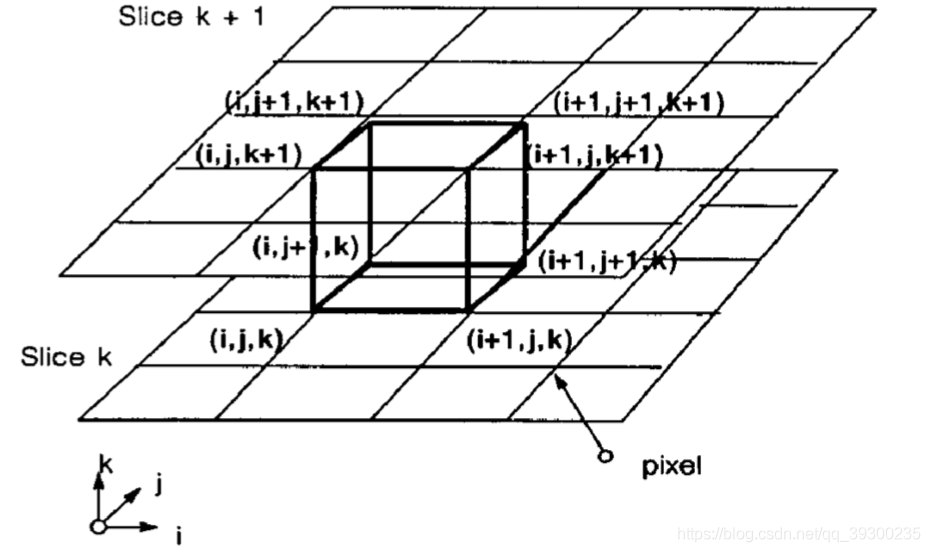 Slice k + 1
(i,j+1,k+1)
(i+1,j+1,k+1)
(i,j,k+1)
(i+1,j,k+1)
(i,j+1,k)
(i+1,j+1,k)
(i,j,k)
(i+1,j,k)
Slice k
pixel
k
j
i
https://blog.csdn.net/qq_39300235